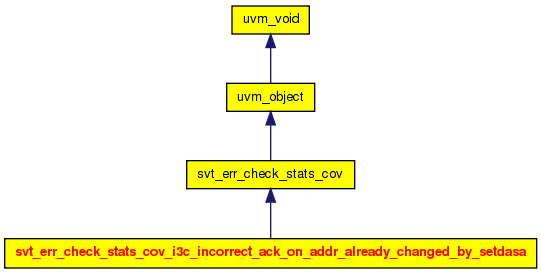 uvm_void
uvm_object
svt_err_check_stats_cov
svt_err_check_stats_cov_i3c_incorrect_ack_on_addr_already_changed_by_setdasa